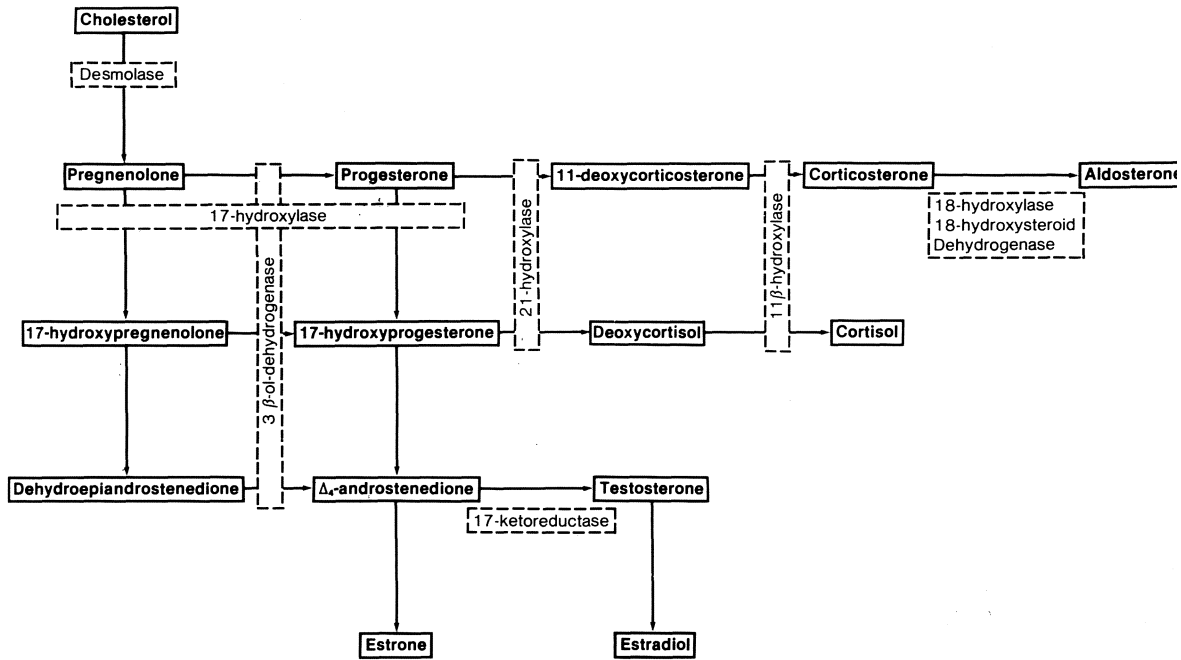 Cholesterol
Desmolase
Pregnenolone
Progesterone
11-deoxycorticosterone
Corticosterone
Aldosterone
17-hydroxylase
18-hydroxylase
18-hydroxysteroid
Dehydrogenase
3 β-ol-dehydrogenase
21-hydroxylase
11β-hydroxylase
17-hydroxypregnenolone
17-hydroxyprogesterone
Deoxycortisol
Cortisol
Dehydroepiandrostenedione
Δ₄-androstenedione
Testosterone
17-ketoreductase
Estrone
Estradiol